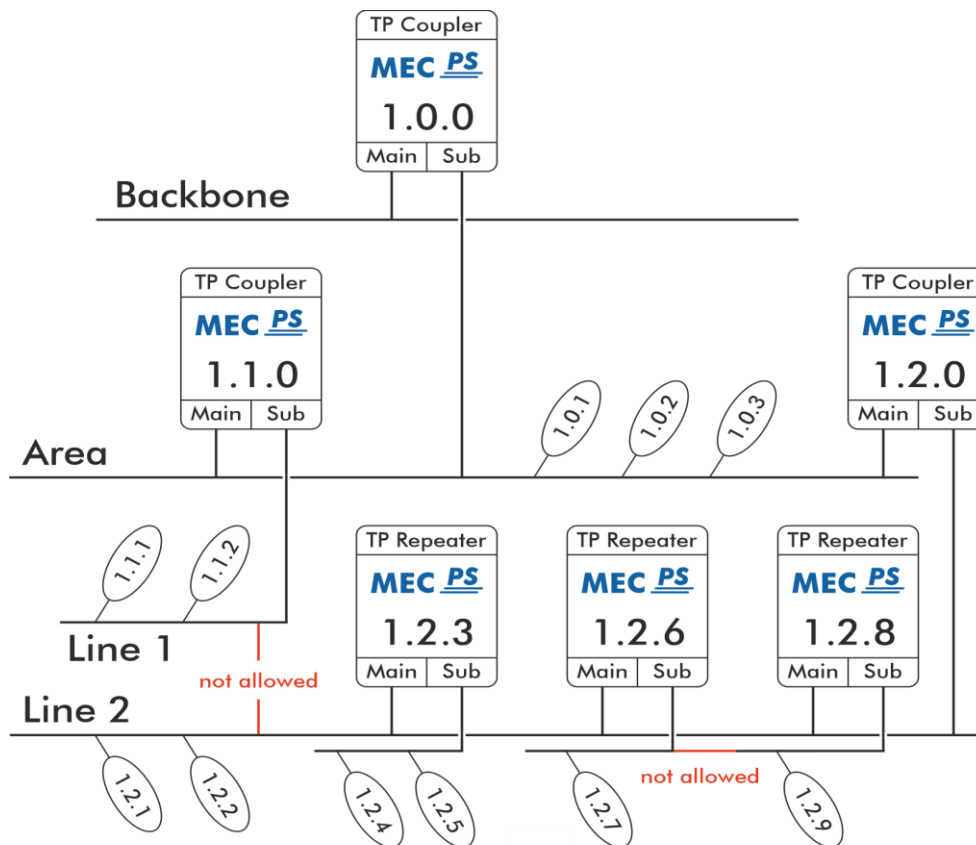 TP Coupler
MEC PS
1.0.0
Main Sub
Backbone
TP Coupler
MEC PS
1.1.0
Main Sub
TP Coupler
MEC PS
1.2.0
Main Sub
1.0.1
1.0.2
1.0.3
Area
1.1.1
1.1.2
Line 1
not allowed
TP Repeater
MEC PS
1.2.3
Main Sub
TP Repeater
MEC PS
1.2.6
Main Sub
TP Repeater
MEC PS
1.2.8
Main Sub
Line 2
1.2.1
1.2.2
1.2.4
1.2.5
1.2.7
not allowed
1.2.9